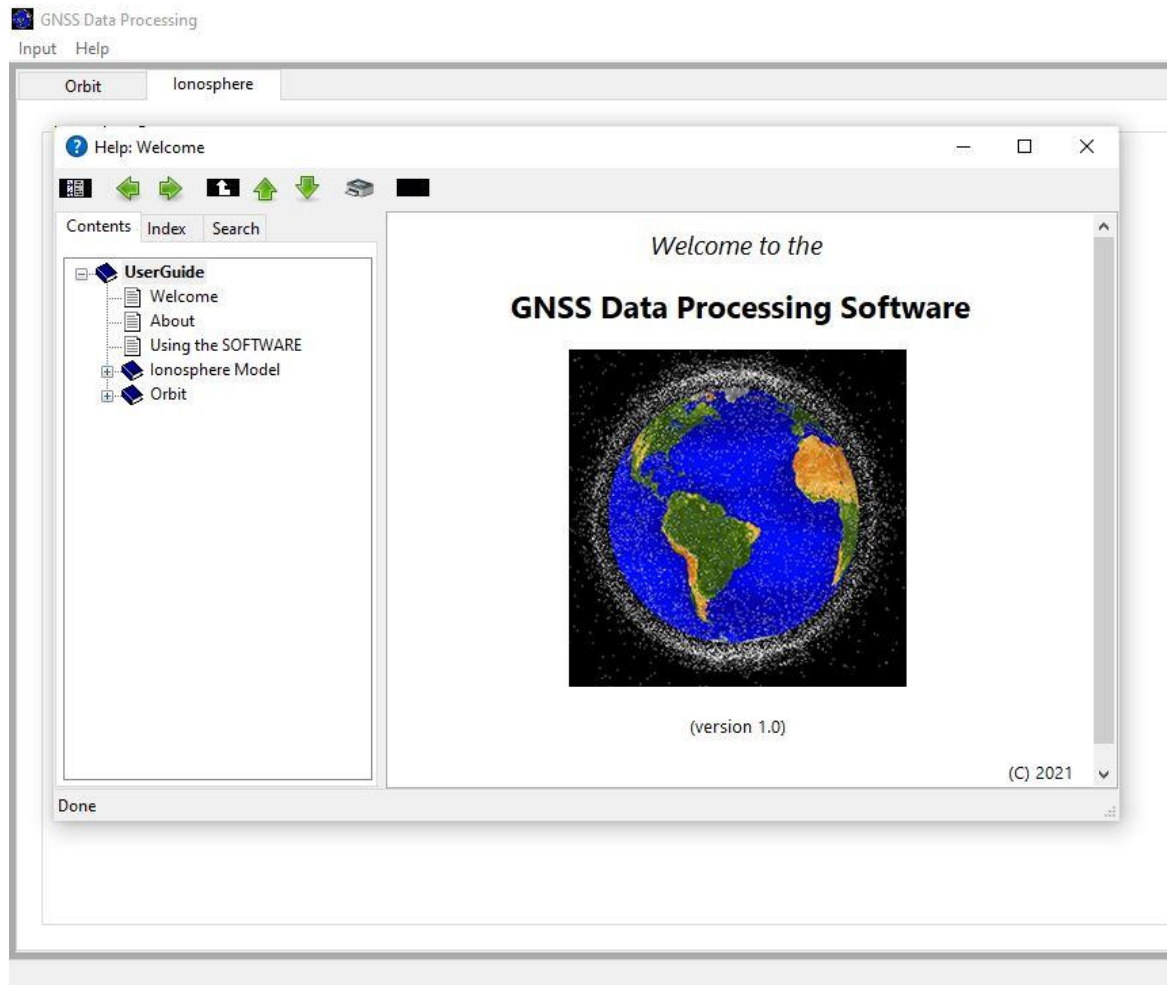 GNSS Data Processing
Input Help
Orbit Ionosphere
Help: Welcome
Contents Index Search
UserGuide
Welcome
About
Using the SOFTWARE
Ionosphere Model
Orbit
Welcome to the
GNSS Data Processing Software
(version 1.0)
(C) 2021
Done